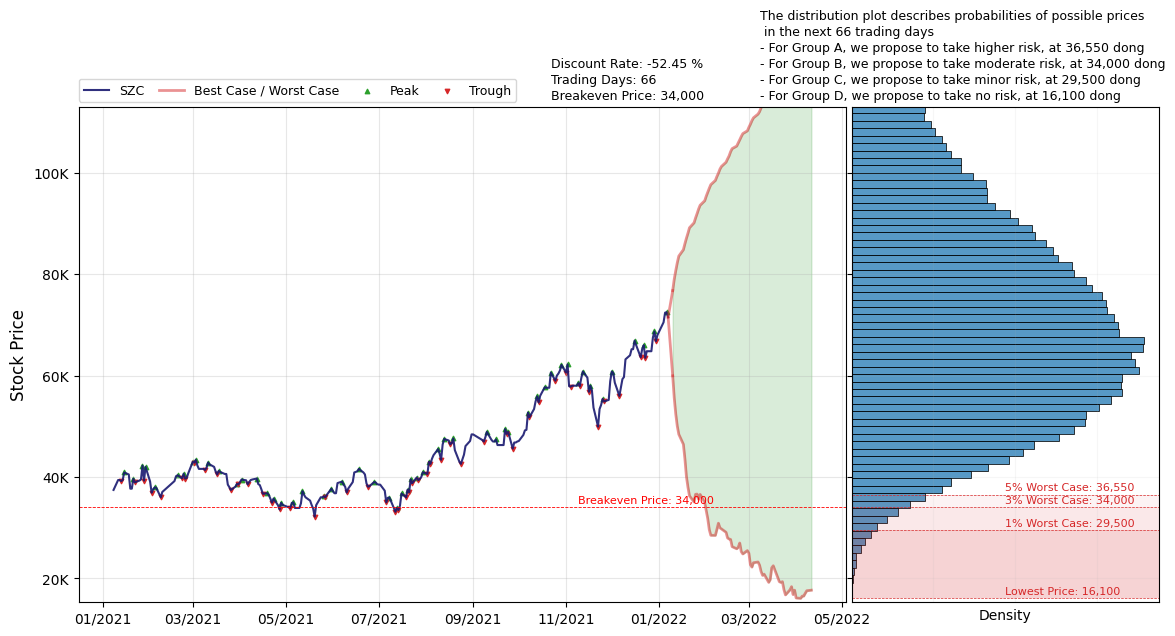 The distribution plot describes probabilities of possible prices
in the next 66 trading days
- For Group A, we propose to take higher risk, at 36,550 dong
- For Group B, we propose to take moderate risk, at 34,000 dong
- For Group C, we propose to take minor risk, at 29,500 dong
- For Group D, we propose to take no risk, at 16,100 dong
Discount Rate: -52.45 %
Trading Days: 66
Breakeven Price: 34,000
SZC
Best Case / Worst Case
Peak
Trough
Stock Price
100K
80K
60K
40K
20K
Breakeven Price: 34,000
01/2021
03/2021
05/2021
07/2021
09/2021
11/2021
01/2022
03/2022
05/2022
5% Worst Case: 36,550
3% Worst Case: 34,000
1% Worst Case: 29,500
Lowest Price: 16,100
Density